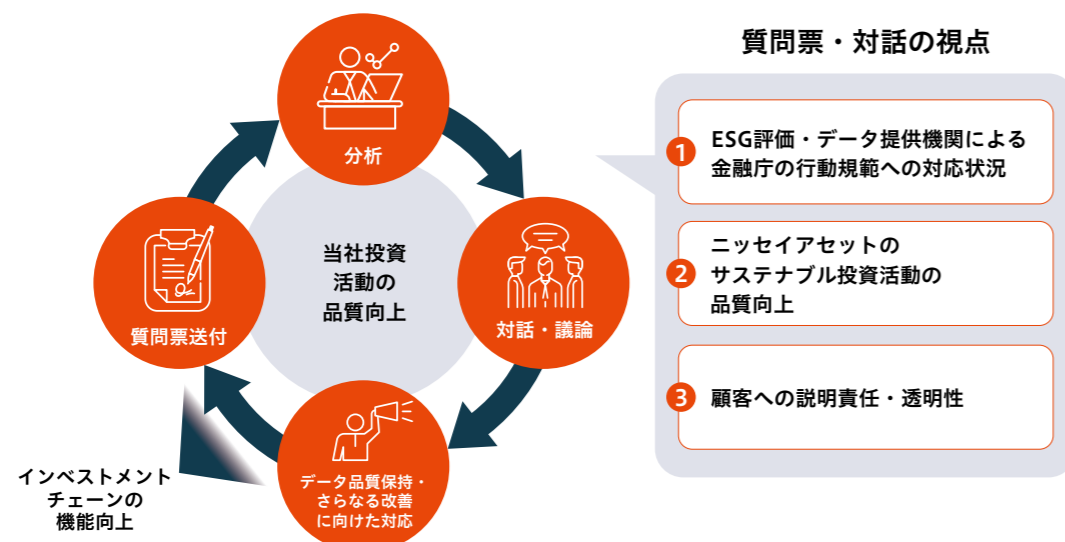 質問票・対話の視点
分析
1
ESG評価・データ提供機関による
金融庁の行動規範への対応状況
当社投資
活動の
品質向上
2
ニッセイアセットの
サステナブル投資活動の
品質向上
質問票送付
対話・議論
3
顧客への説明責任・透明性
データ品質保持・
さらなる改善
に向けた対応
インベストメント
チェーンの
機能向上